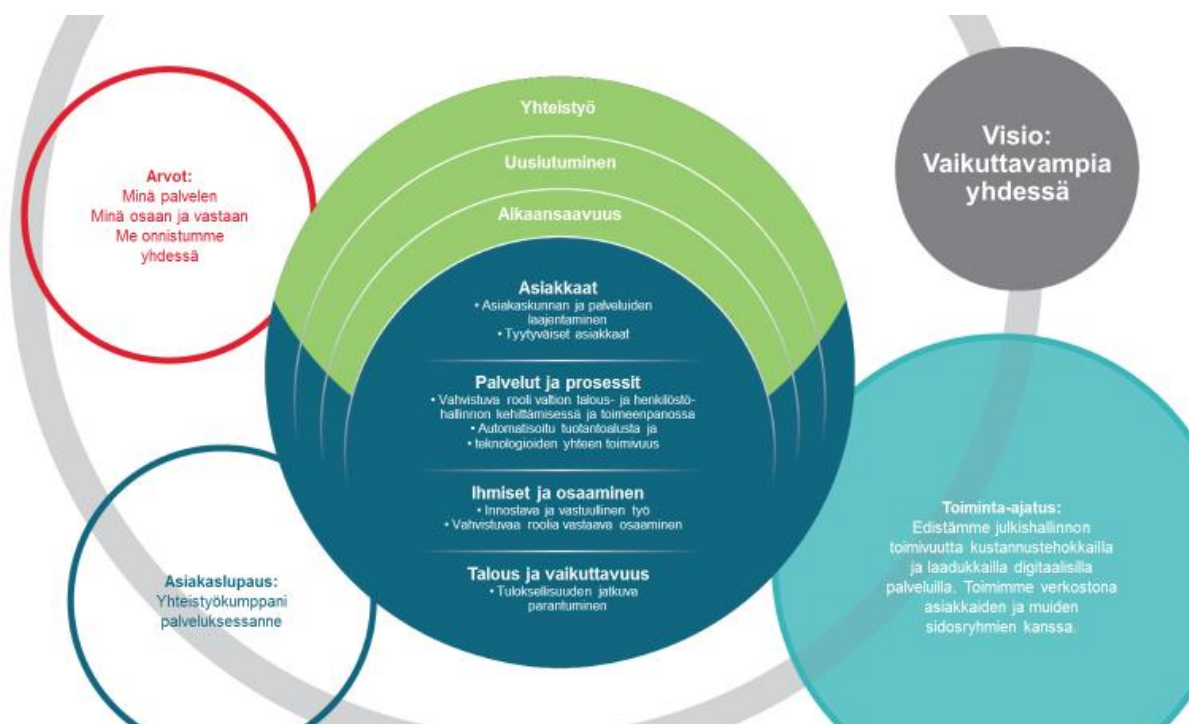 Arvot:
Minä palvelen
Minä osaan ja vastaan
Me onnistumme
yhdessä
Yhteistyö
Uusiutuminen
Aikaansaavuus
Asiakkaat
• Asiakaskunnan ja palveluiden
laajentaminen
• Tyytyväiset asiakkaat
Palvelut ja prosessit
• Vahvistuva rooli valtion talous- ja henkilöstö-
hallinnon kehittämisessä ja toimeenpanossa
• Automatisoitu tuotantoalusta ja
• teknologioiden yhteen toimivuus
Ihmiset ja osaaminen
• Innostava ja vastuullinen työ
• Vahvistuvaa roolia vastaava osaaminen
Talous ja vaikuttavuus
• Tuloksellisuuden jatkuva
parantuminen
Visio:
Vaikuttavampia
yhdessä
Asiakaslupaus:
Yhteistyökumppani
palveluksessanne
Toiminta-ajatus:
Edistämme julkishallinnon
toimivuutta kustannustehokkailla
ja laadukkailla digitaalisilla
palveluilla. Toimimme verkostona
asiakkaiden ja muiden
sidosryhmien kanssa.